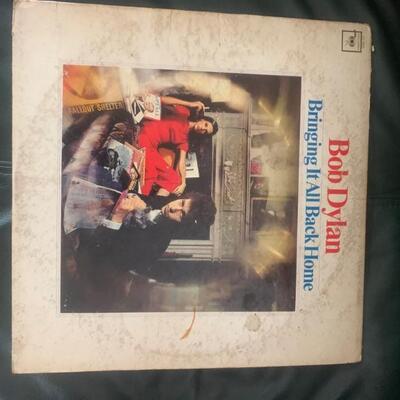 Bob Dylan
Bringing It All Back Home
FALLOUT SHELTER